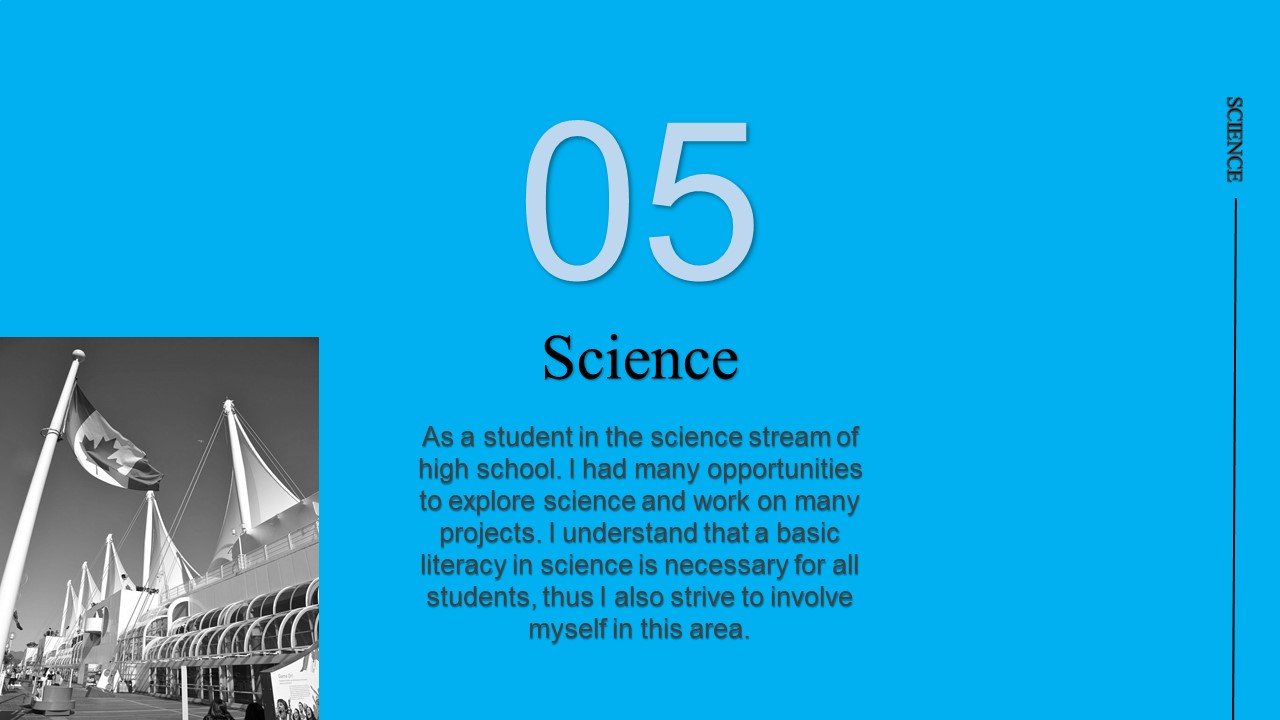 05
Science
As a student in the science stream of
high school. I had many opportunities
to explore science and work on many
projects. I understand that a basic
literacy in science is necessary for all
students, thus I also strive to involve
myself in this area.
SCIENCE